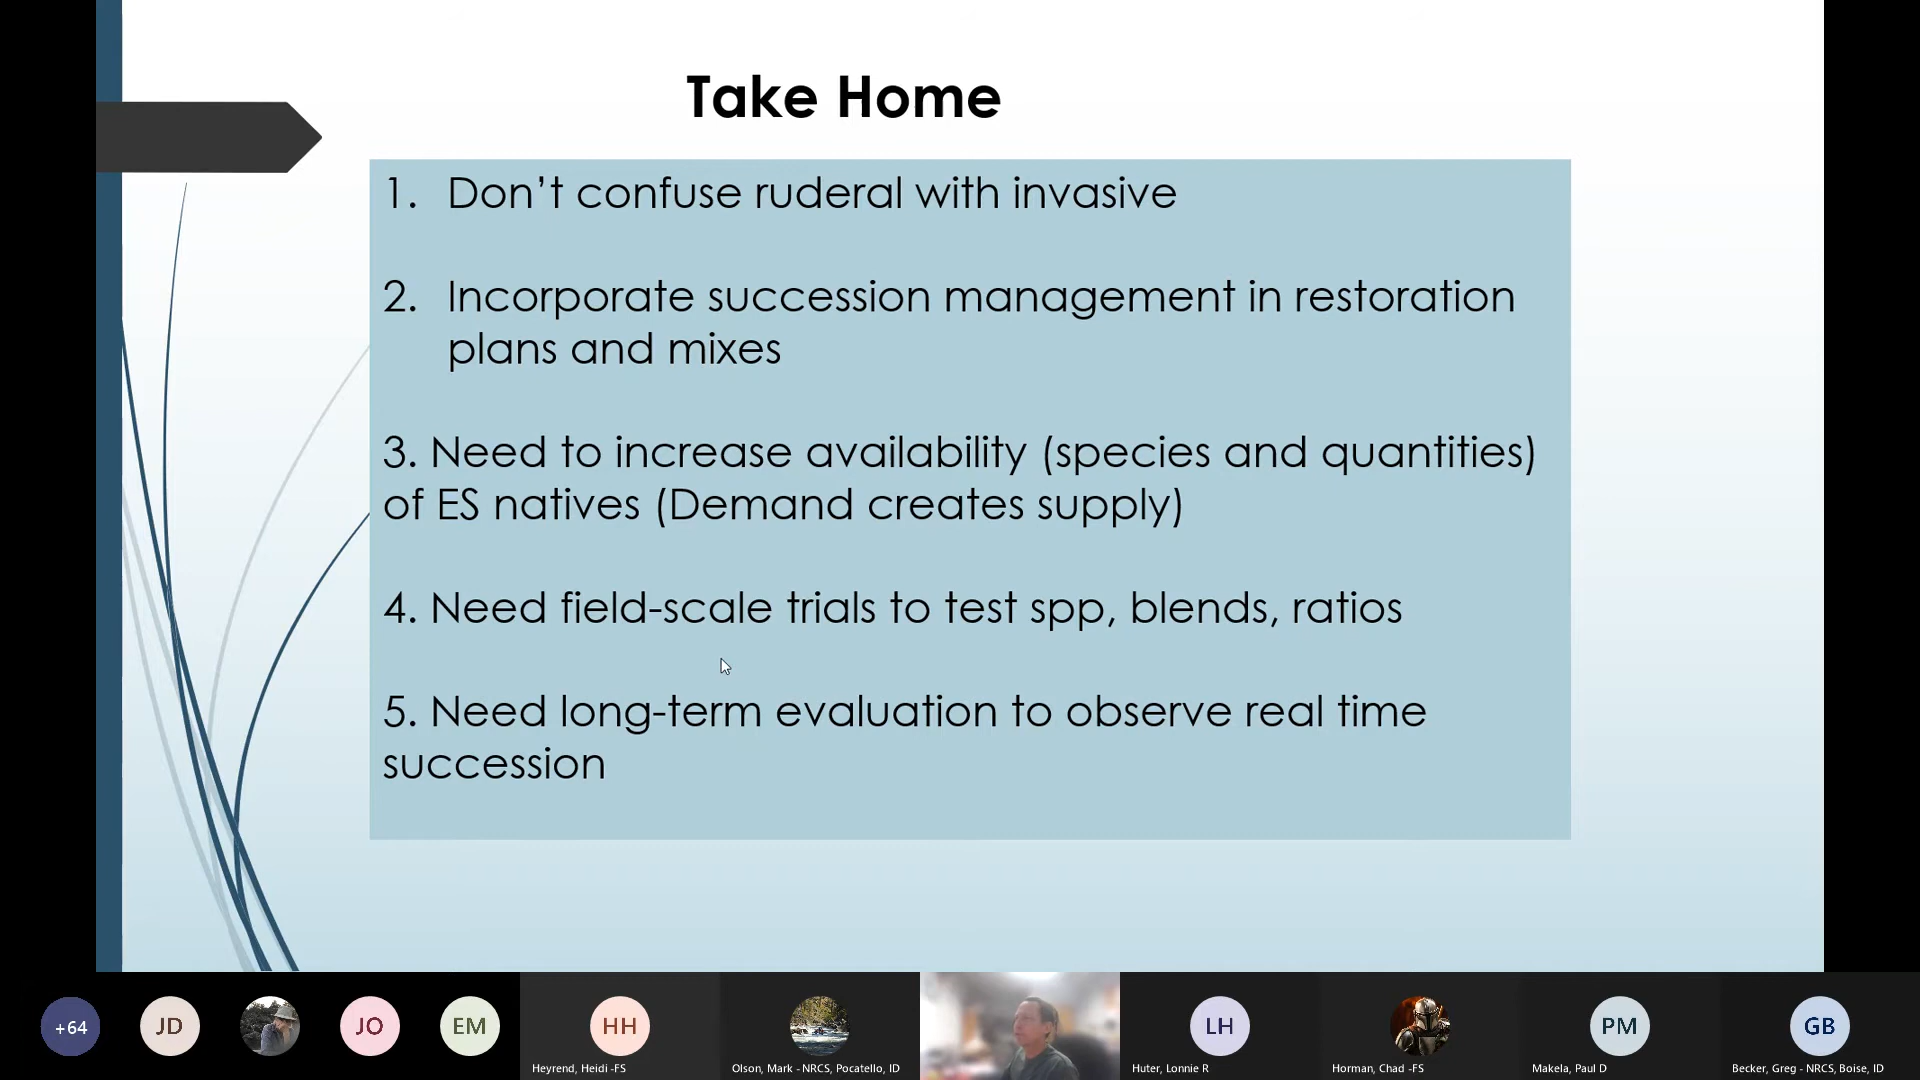 Take Home
1. Don’t confuse ruderal with invasive
2. Incorporate succession management in restoration
plans and mixes
3. Need to increase availability (species and quantities)
of ES natives (Demand creates supply)
4. Need field-scale trials to test spp, blends, ratios
5. Need long-term evaluation to observe real time
succession
+64
JD
JO
EM
HH
LH
PM
GB
Heyrend, Heidi -FS
Olson, Mark - NRCS, Pocatello, ID
Huter, Lonnie R
Horman, Chad -FS
Makela, Paul D
Becker, Greg - NRCS, Boise, ID